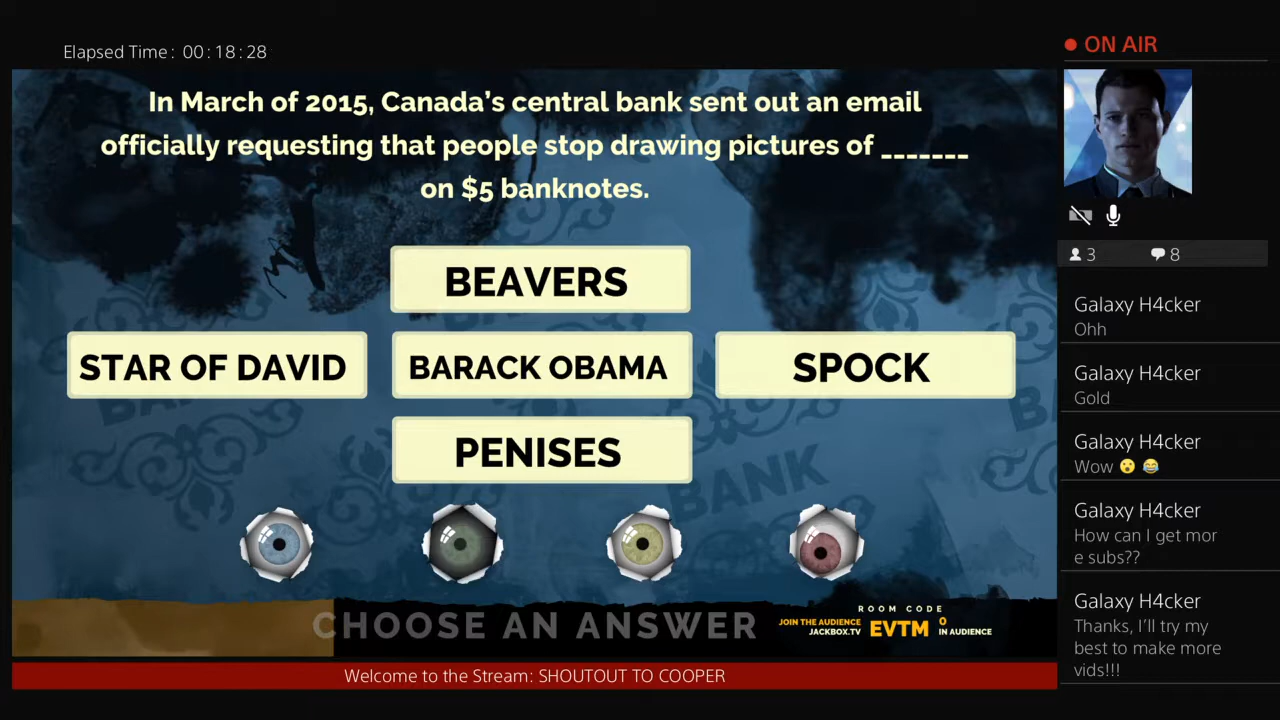 Elapsed Time: 00:18:28
ON AIR
In March of 2015, Canada's central bank sent out an email
officially requesting that people stop drawing pictures of _______
on $5 banknotes.
BEAVERS
STAR OF DAVID
BARACK OBAMA
SPOCK
PENISES
BANK
CHOOSE AN ANSWER
ROOM CODE
JOIN THE AUDIENCE
JACKBOX.TV
EVTM
0
IN AUDIENCE
Welcome to the Stream: SHOUTOUT TO COOPER
3
8
Galaxy H4cker
Ohh
Galaxy H4cker
Gold
Galaxy H4cker
Wow 😮 😂
Galaxy H4cker
How can I get mor
e subs??
Galaxy H4cker
Thanks, I'll try my
best to make more
vids!!!